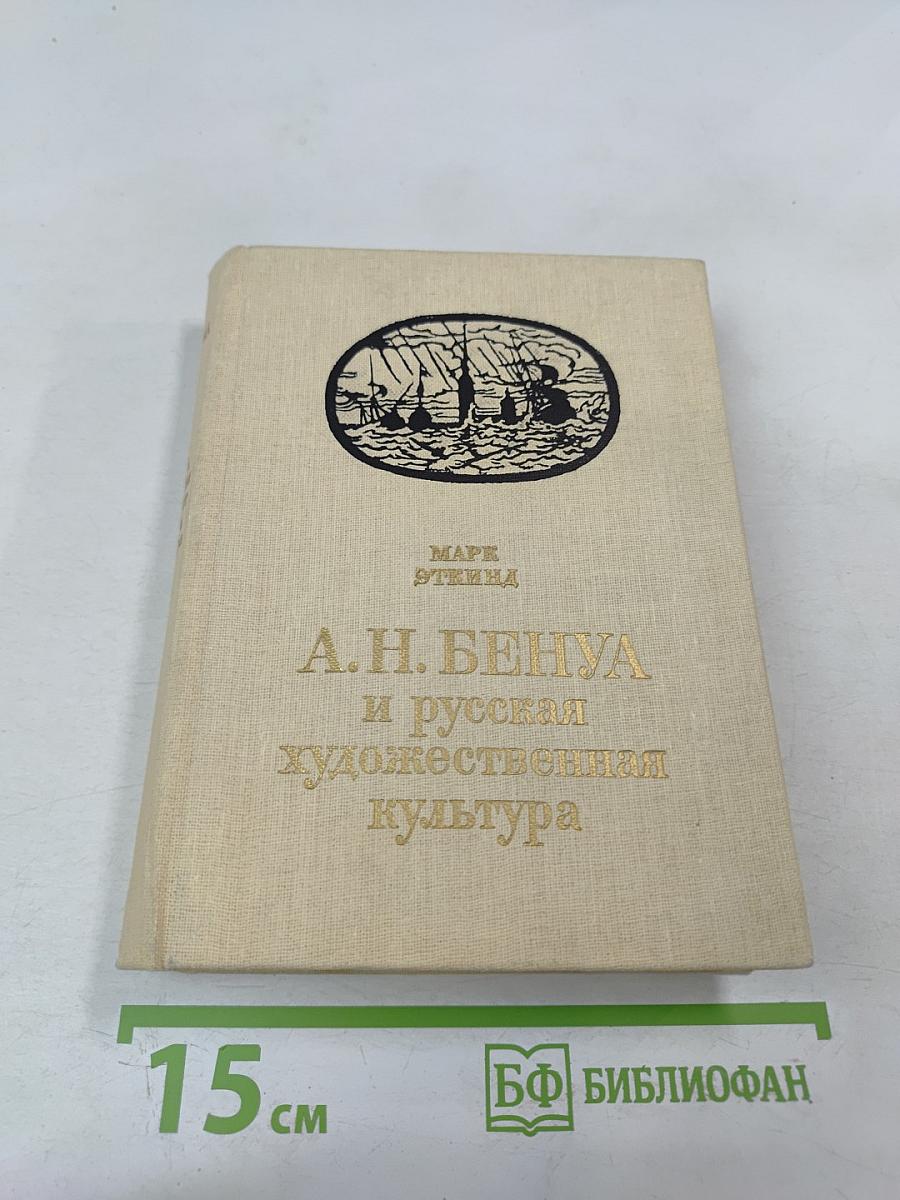 МАРК
ЭТКИНД
А.Н.БЕНУА
и русская
художественная
культура
15 см
БФ БИБЛИОФАН